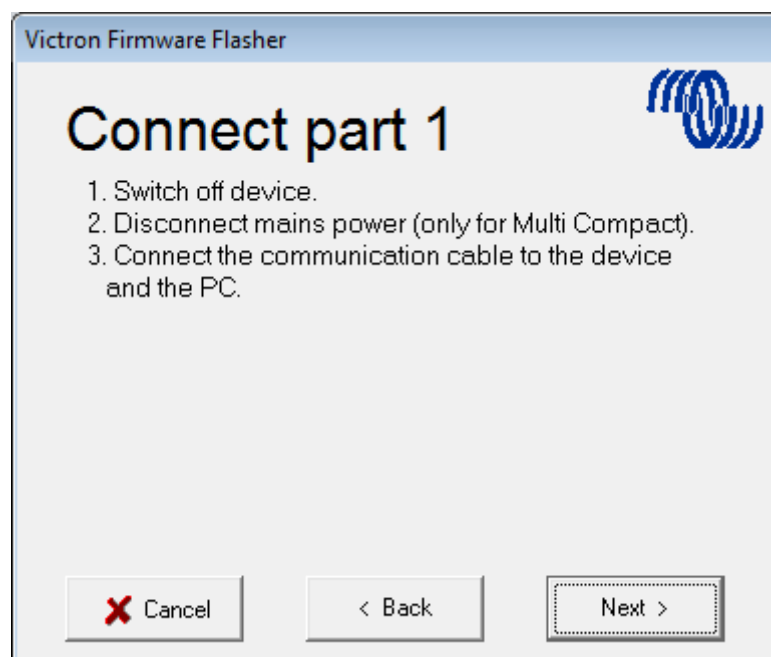 Victron Firmware Flasher
Connect part 1
1. Switch off device.
2. Disconnect mains power (only for Multi Compact).
3. Connect the communication cable to the device
and the PC.
Cancel
< Back
Next >